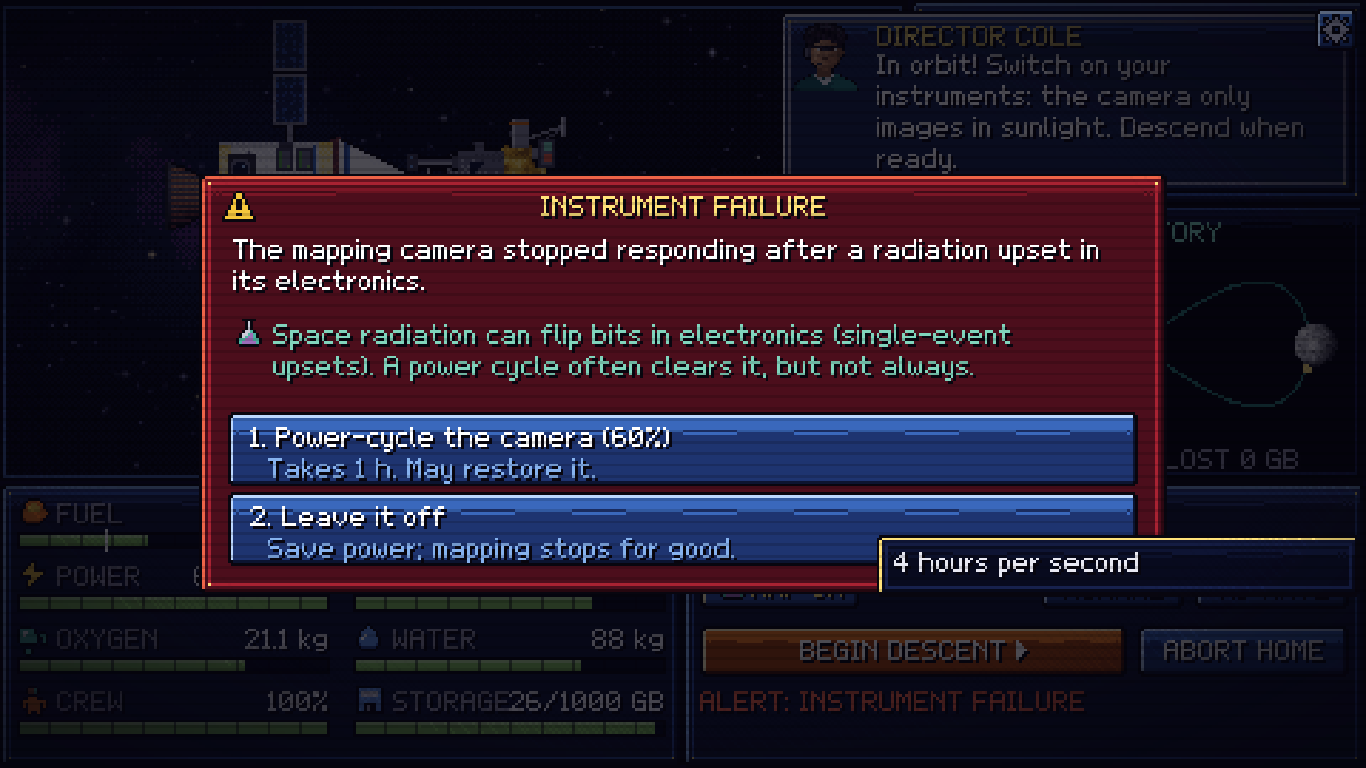 DIRECTOR COLE
In orbit! Switch on your
instruments: the camera only
images in sunlight. Descend when
ready.
INSTRUMENT FAILURE
The mapping camera stopped responding after a radiation upset in
its electronics.
Space radiation can flip bits in electronics (single-event
upsets). A power cycle often clears it, but not always.
1. Power-cycle the camera (60%)
Takes 1 h. May restore it.
2. Leave it off
Save power; mapping stops for good.
4 hours per second
LOST 0 GB
FUEL
POWER
OXYGEN 21.1 kg
WATER 88 kg
CREW 100%
STORAGE 26/1000 GB
BEGIN DESCENT
ABORT HOME
ALERT: INSTRUMENT FAILURE